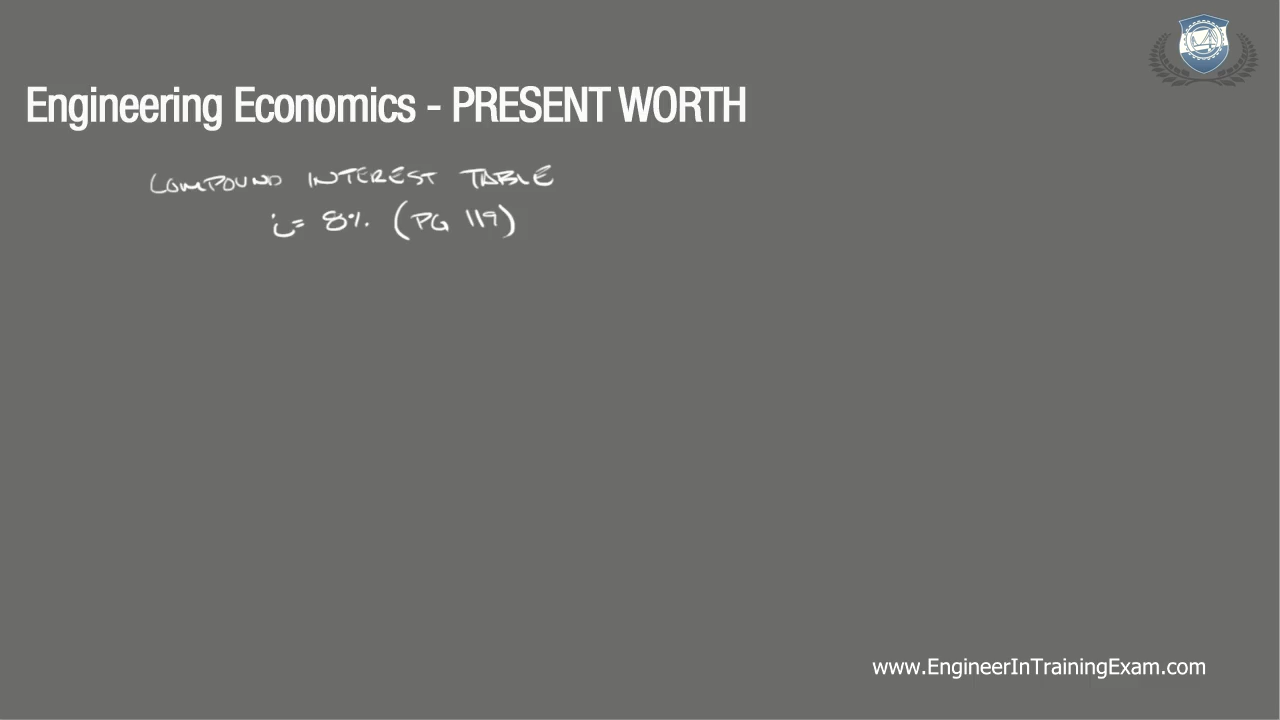 Engineering Economics - PRESENT WORTH
COMPOUND INTEREST TABLE
i = 8% (PG 119)
www.EngineerInTrainingExam.com